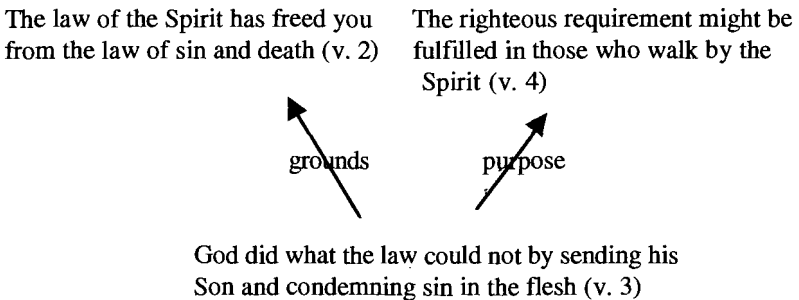 The law of the Spirit has freed you
from the law of sin and death (v. 2)
The righteous requirement might be
fulfilled in those who walk by the
Spirit (v. 4)
grounds
purpose
God did what the law could not by sending his
Son and condemning sin in the flesh (v. 3)